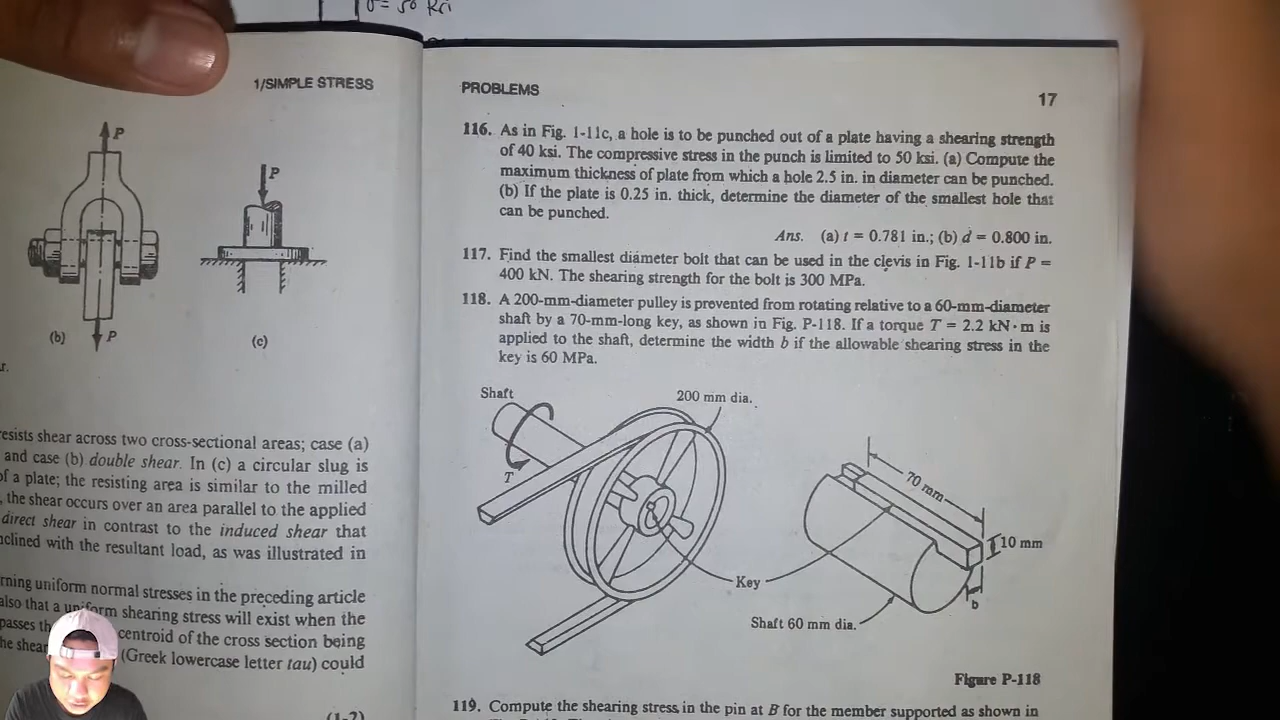 σ = 50 ksi
1/SIMPLE STRESS
P
P
P
(b)
(c)
r.
resists shear across two cross-sectional areas; case (a)
and case (b) double shear. In (c) a circular slug is
of a plate; the resisting area is similar to the milled
, the shear occurs over an area parallel to the applied
direct shear in contrast to the induced shear that
nclined with the resultant load, as was illustrated in
rning uniform normal stresses in the preceding article
also that a uniform shearing stress will exist when the
passes th centroid of the cross section being
he shear (Greek lowercase letter tau) could
(1-2)
PROBLEMS
17
116. As in Fig. 1-11c, a hole is to be punched out of a plate having a shearing strength
of 40 ksi. The compressive stress in the punch is limited to 50 ksi. (a) Compute the
maximum thickness of plate from which a hole 2.5 in. in diameter can be punched.
(b) If the plate is 0.25 in. thick, determine the diameter of the smallest hole that
can be punched.
Ans. (a) t = 0.781 in.; (b) d = 0.800 in.
117. Find the smallest diameter bolt that can be used in the clevis in Fig. 1-11b if P =
400 kN. The shearing strength for the bolt is 300 MPa.
118. A 200-mm-diameter pulley is prevented from rotating relative to a 60-mm-diameter
shaft by a 70-mm-long key, as shown in Fig. P-118. If a torque T = 2.2 kN·m is
applied to the shaft, determine the width b if the allowable shearing stress in the
key is 60 MPa.
Shaft
200 mm dia.
T
70 mm
10 mm
Key
b
Shaft 60 mm dia.
Figure P-118
119. Compute the shearing stress in the pin at B for the member supported as shown in